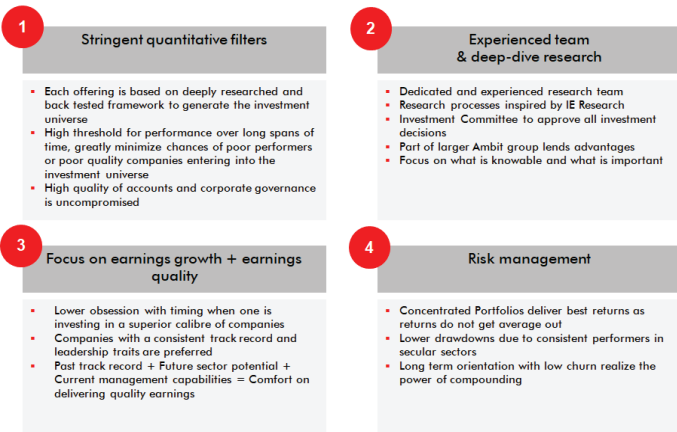 1
Stringent quantitative filters
▪ Each offering is based on deeply researched and
back tested framework to generate the investment
universe
▪ High threshold for performance over long spans of
time, greatly minimize chances of poor performers
or poor quality companies entering into the
investment universe
▪ High quality of accounts and corporate governance
is uncompromised
2
Experienced team
& deep-dive research
▪ Dedicated and experienced research team
▪ Research processes inspired by IE Research
▪ Investment Committee to approve all investment
decisions
▪ Part of larger Ambit group lends advantages
▪ Focus on what is knowable and what is important
3
Focus on earnings growth + earnings
quality
▪ Lower obsession with timing when one is
investing in a superior calibre of companies
▪ Companies with a consistent track record and
leadership traits are preferred
▪ Past track record + Future sector potential +
Current management capabilities = Comfort on
delivering quality earnings
4
Risk management
▪ Concentrated Portfolios deliver best returns as
returns do not get average out
▪ Lower drawdowns due to consistent performers in
secular sectors
▪ Long term orientation with low churn realize the
power of compounding